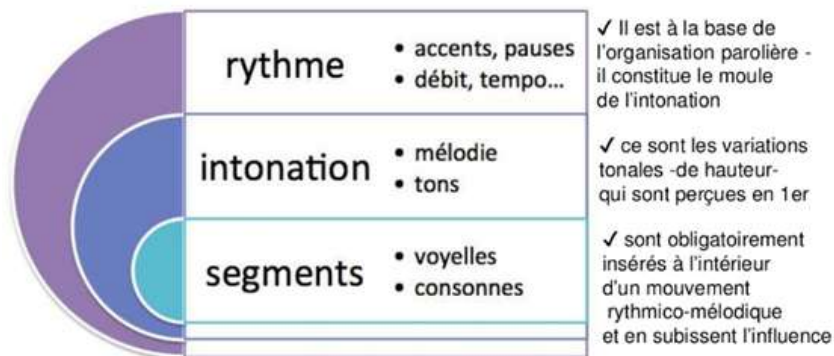 rythme
• accents, pauses
• débit, tempo...
✓ Il est à la base de
l'organisation parolière -
il constitue le moule
de l'intonation
intonation
• mélodie
• tons
✓ ce sont les variations
tonales -de hauteur-
qui sont perçues en 1er
segments
• voyelles
• consonnes
✓ sont obligatoirement
insérés à l'intérieur
d'un mouvement
rythmico-mélodique
et en subissent l'influence